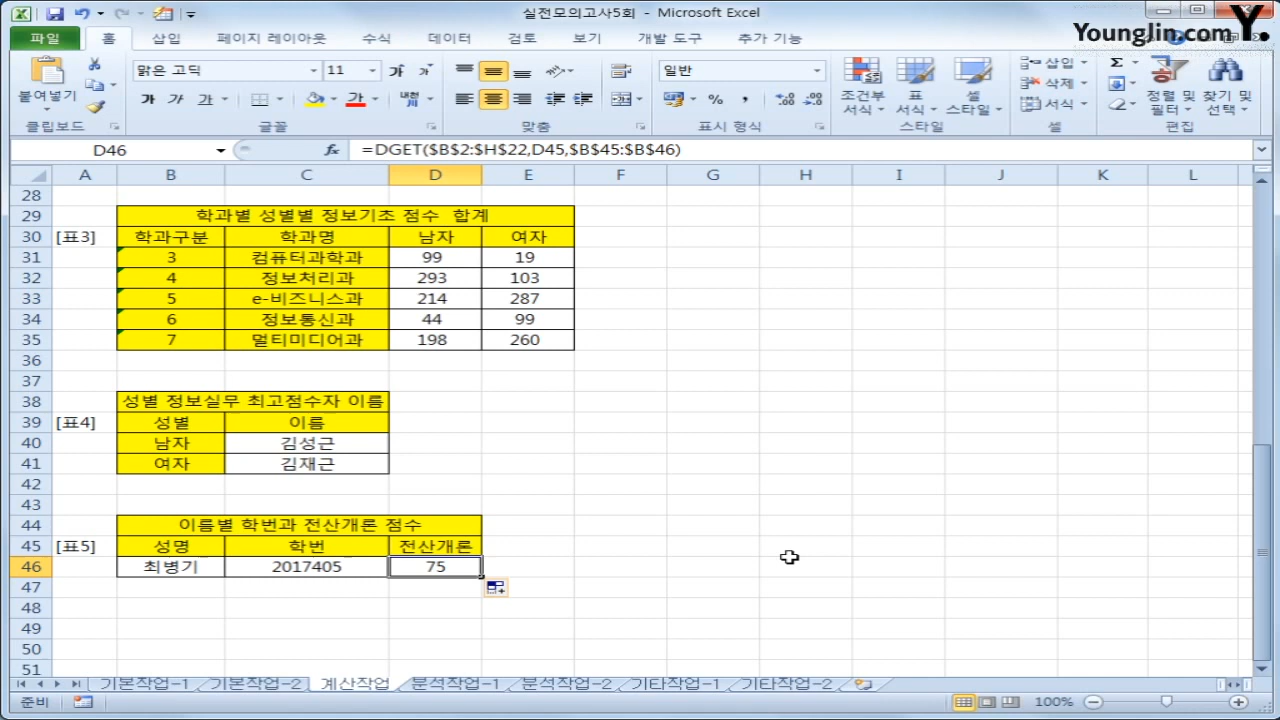 실전모의고사5회 - Microsoft Excel
YoungJin.com Y.
파일 홈 삽입 페이지 레이아웃 수식 데이터 검토 보기 개발 도구 추가 기능
붙여넣기 맑은 고딕 11 가 가 일반 조건부 서식 표 서식 셀 스타일 삽입 삭제 서식 정렬 및 필터 찾기 및 선택
클립보드 글꼴 맞춤 표시 형식 스타일 셀 편집
D46 fx =DGET($B$2:$H$22,D45,$B$45:$B$46)
A B C D E F G H I J K L
28
29 학과별 성별별 정보기초 점수 합계
30 [표3] 학과구분 학과명 남자 여자
31 3 컴퓨터과학과 99 19
32 4 정보처리과 293 103
33 5 e-비즈니스과 214 287
34 6 정보통신과 44 99
35 7 멀티미디어과 198 260
36
37
38 성별 정보실무 최고점수자 이름
39 [표4] 성별 이름
40 남자 김성근
41 여자 김재근
42
43
44 이름별 학번과 전산개론 점수
45 [표5] 성명 학번 전산개론
46 최병기 2017405 75
47
48
49
50
51
기본작업-1 기본작업-2 계산작업 분석작업-1 분석작업-2 기타작업-1 기타작업-2
준비 100%